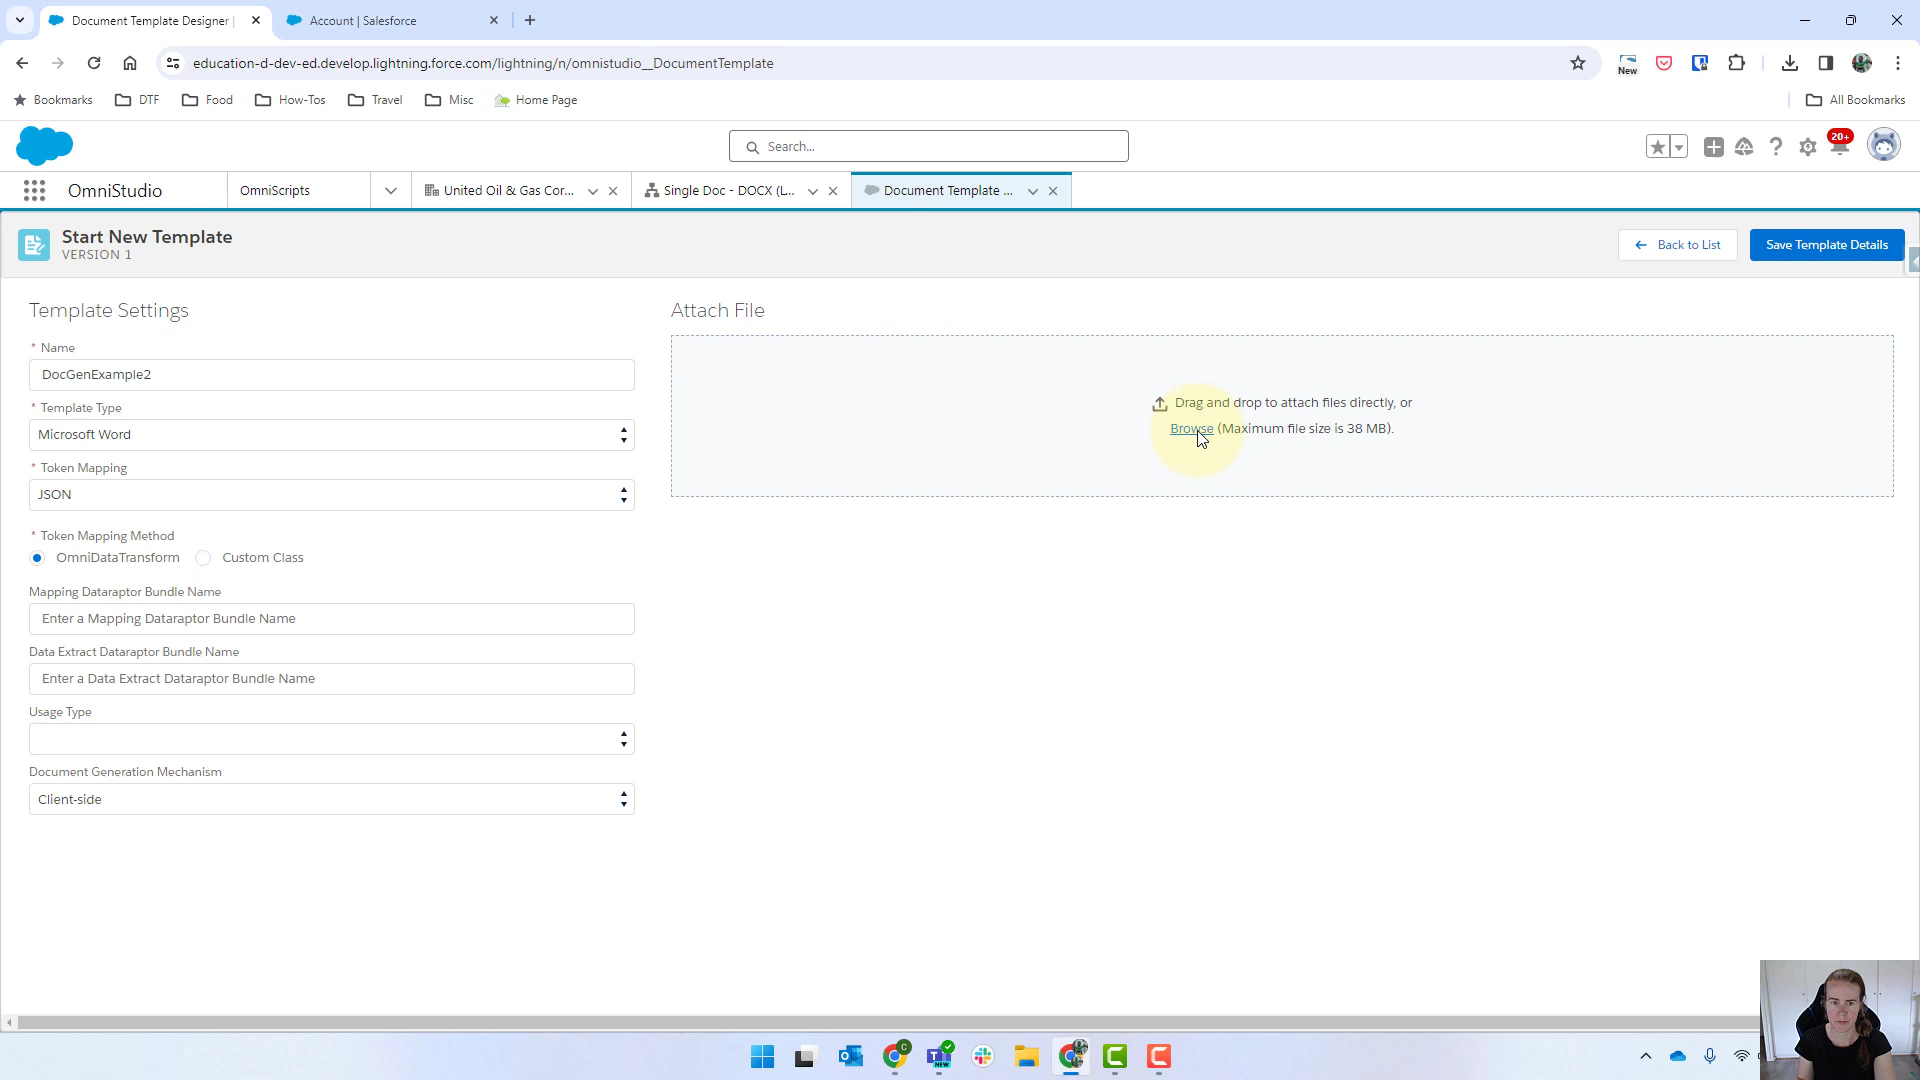 Document Template Designer |
Account | Salesforce
education-d-dev-ed.develop.lightning.force.com/lightning/n/omnistudio__DocumentTemplate
New
Bookmarks
DTF
Food
How-Tos
Travel
Misc
Home Page
All Bookmarks
Search...
20+
OmniStudio
OmniScripts
United Oil & Gas Cor...
Single Doc - DOCX (L...
Document Template ...
Start New Template
VERSION 1
Back to List
Save Template Details
Template Settings
* Name
DocGenExample2
* Template Type
Microsoft Word
* Token Mapping
JSON
* Token Mapping Method
OmniDataTransform
Custom Class
Mapping Dataraptor Bundle Name
Enter a Mapping Dataraptor Bundle Name
Data Extract Dataraptor Bundle Name
Enter a Data Extract Dataraptor Bundle Name
Usage Type
Document Generation Mechanism
Client-side
Attach File
Drag and drop to attach files directly, or
Browse (Maximum file size is 38 MB).
C
T
NEW